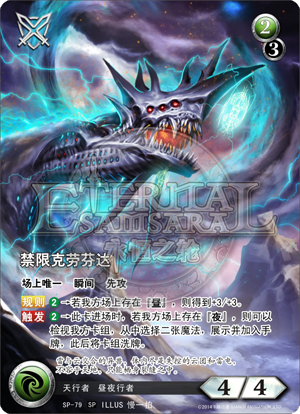 2
3
ETERNAL
SAMSARA
永回之轮
禁限克劳芬达
场上唯一 瞬间 先攻
规则 2→若我方场上存在『昼』,则得到+3/+3。
触发 2→此卡进场时,若我方场上存在『夜』,则可以
检视我方卡组,从中选择二张魔法,展示并加入手
牌,此后将卡组洗牌。
天行者 昼夜行者
4/4
SP-79 SP ILLUS 慢一拍